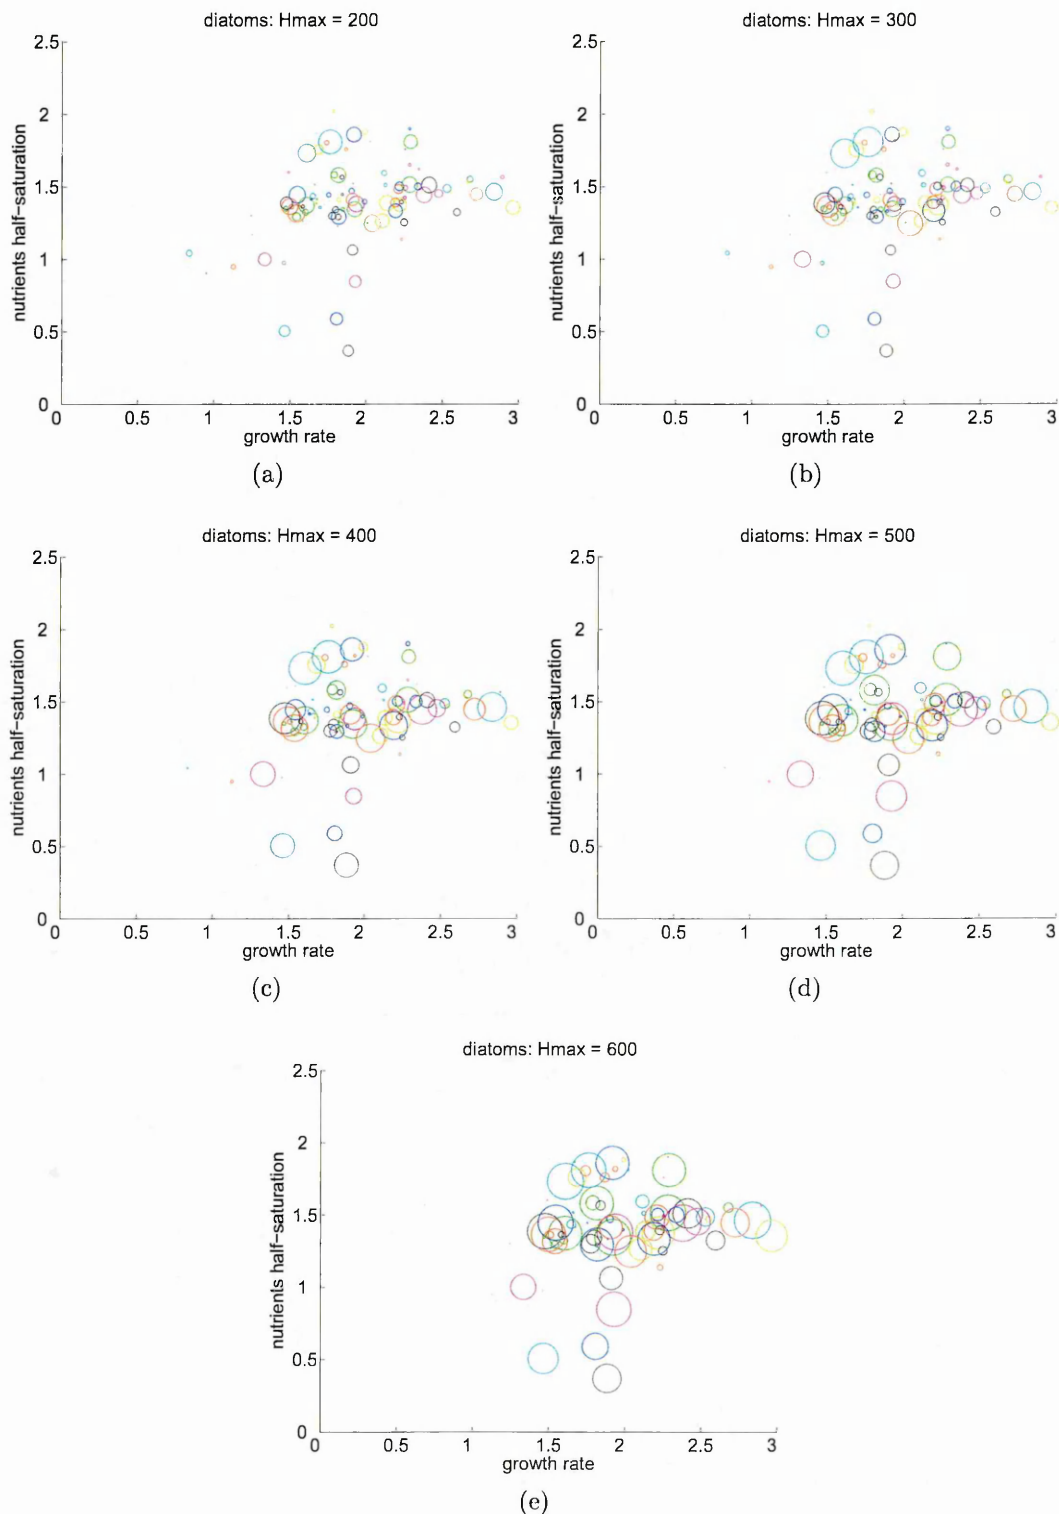 diatoms: Hmax = 200
2.5
2
1.5
1
0.5
0
nutrients half-saturation
0 0.5 1 1.5 2 2.5 3
growth rate
(a)
diatoms: Hmax = 300
2.5
2
1.5
1
0.5
0
nutrients half-saturation
0 0.5 1 1.5 2 2.5 3
growth rate
(b)
diatoms: Hmax = 400
2.5
2
1.5
1
0.5
0
nutrients half-saturation
0 0.5 1 1.5 2 2.5 3
growth rate
(c)
diatoms: Hmax = 500
2.5
2
1.5
1
0.5
0
nutrients half-saturation
0 0.5 1 1.5 2 2.5 3
growth rate
(d)
diatoms: Hmax = 600
2.5
2
1.5
1
0.5
0
nutrients half-saturation
0 0.5 1 1.5 2 2.5 3
growth rate
(e)